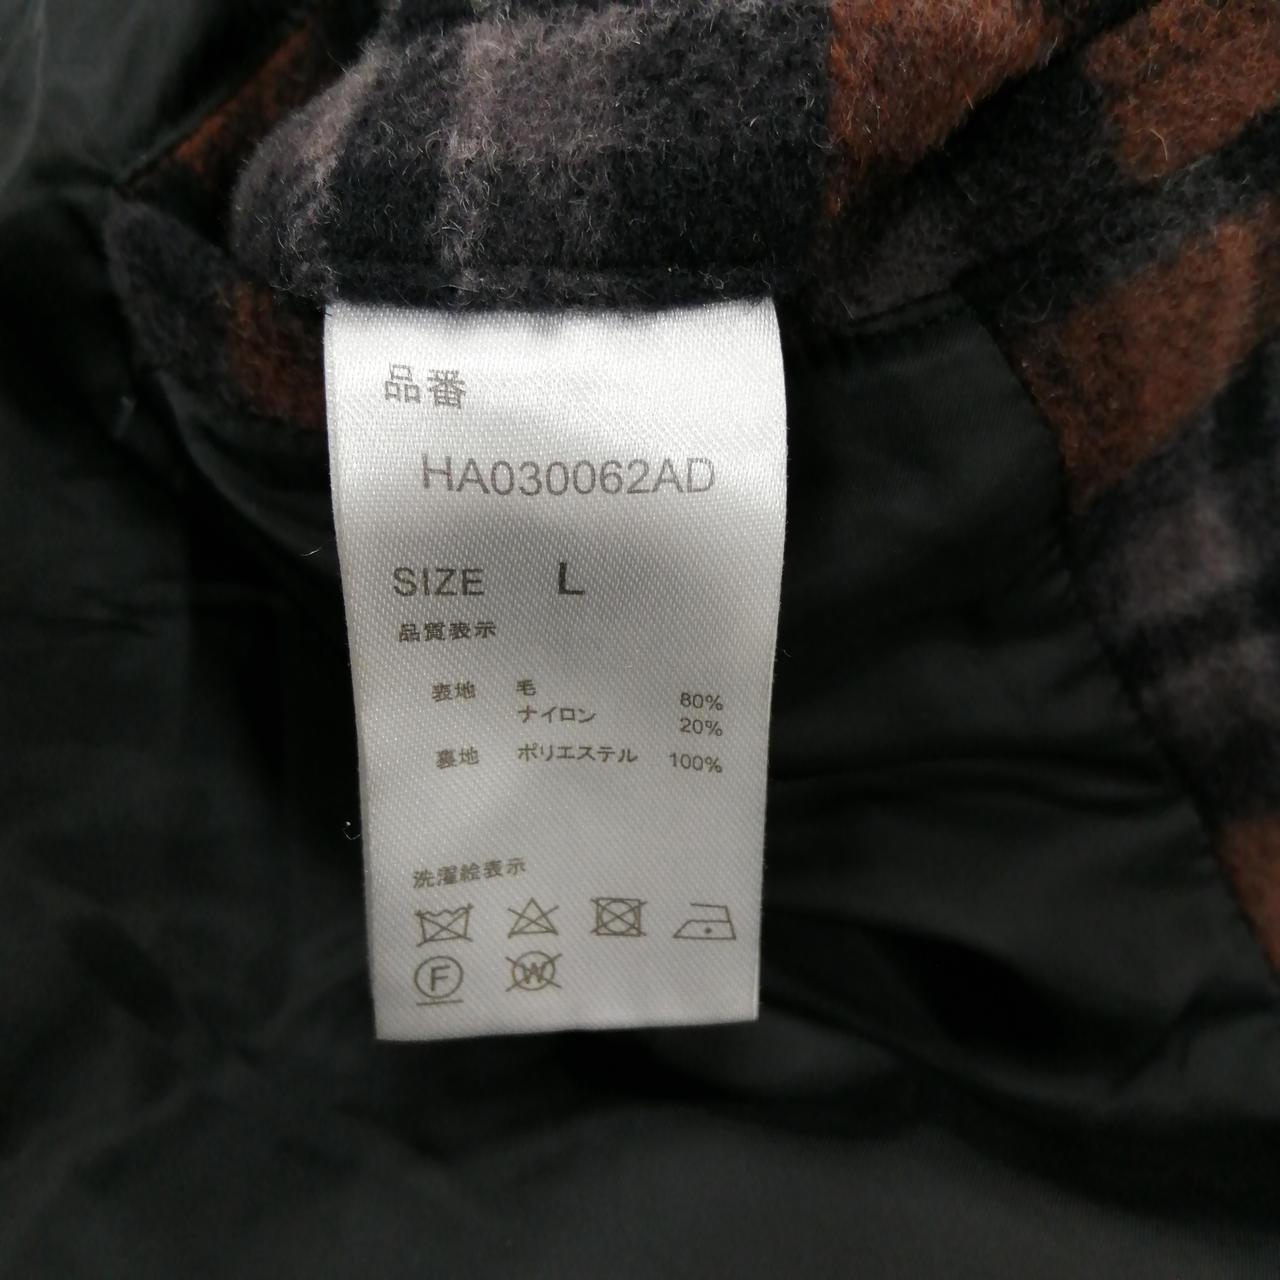 品番
HA030062AD
SIZE L
品質表示
表地 毛 80%
ナイロン 20%
裏地 ポリエステル 100%
洗濯絵表示
F W